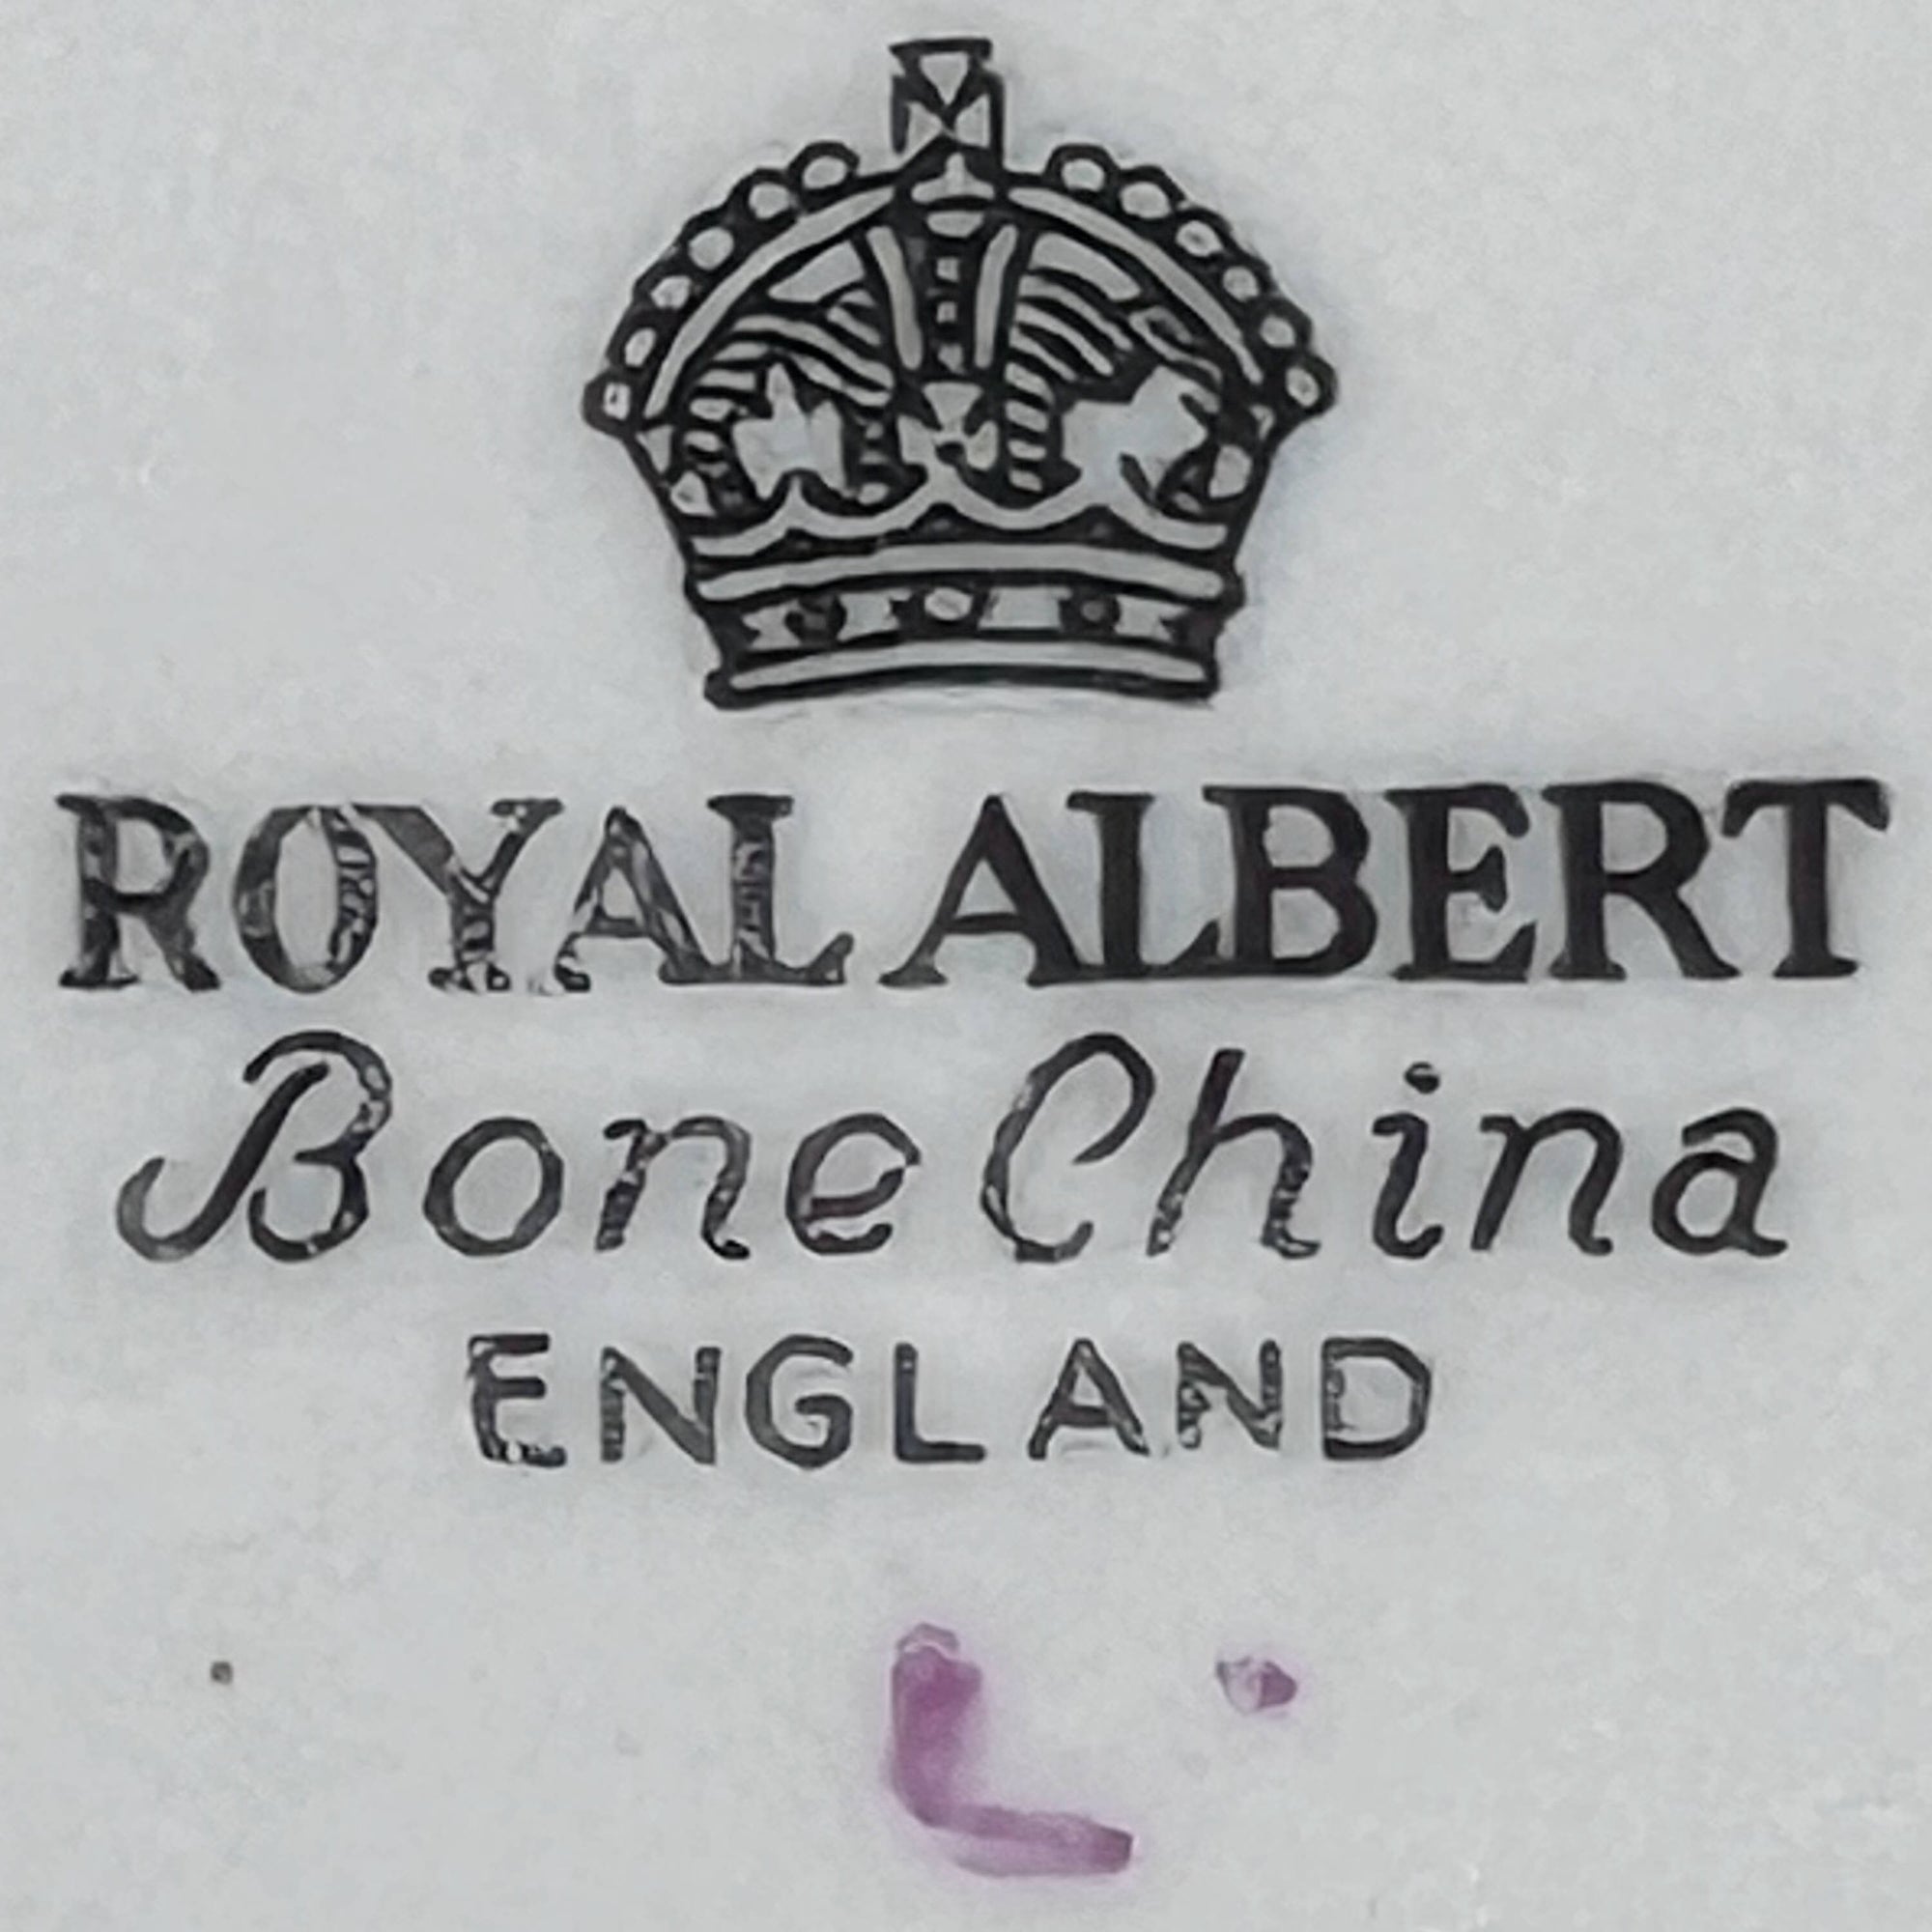 ROYAL ALBERT
Bone China
ENGLAND
L